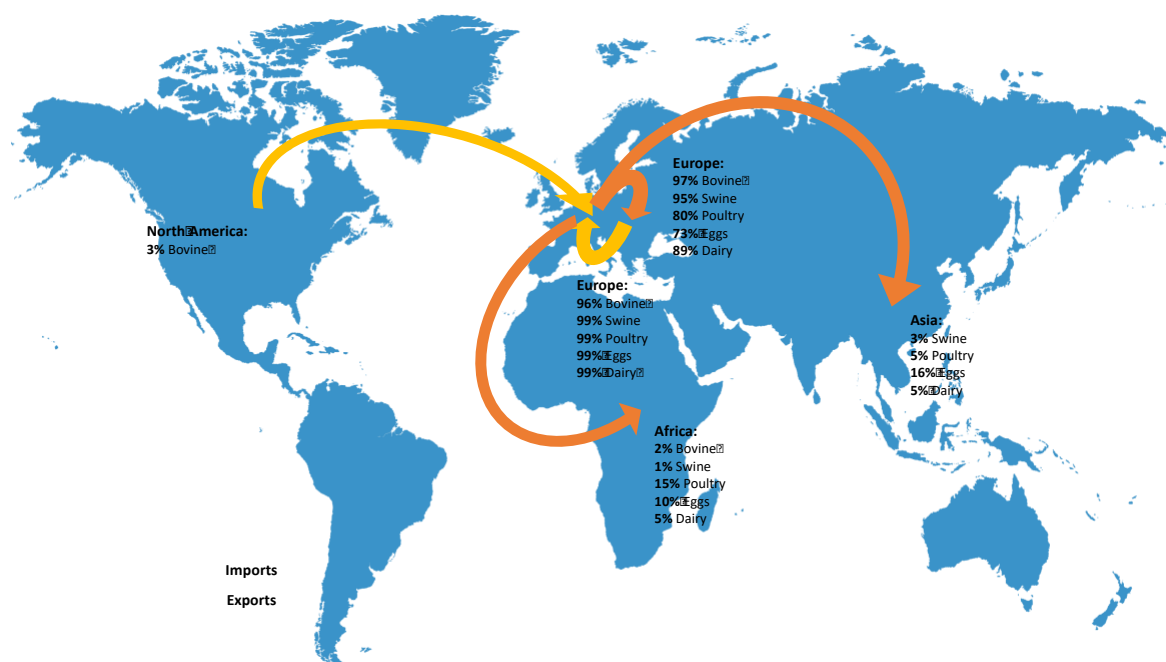 Europe:
97% Bovine
95% Swine
80% Poultry
73% Eggs
89% Dairy
North America:
3% Bovine
Europe:
96% Bovine
99% Swine
99% Poultry
99% Eggs
99% Dairy
Asia:
3% Swine
5% Poultry
16% Eggs
5% Dairy
Africa:
2% Bovine
1% Swine
15% Poultry
10% Eggs
5% Dairy
Imports
Exports